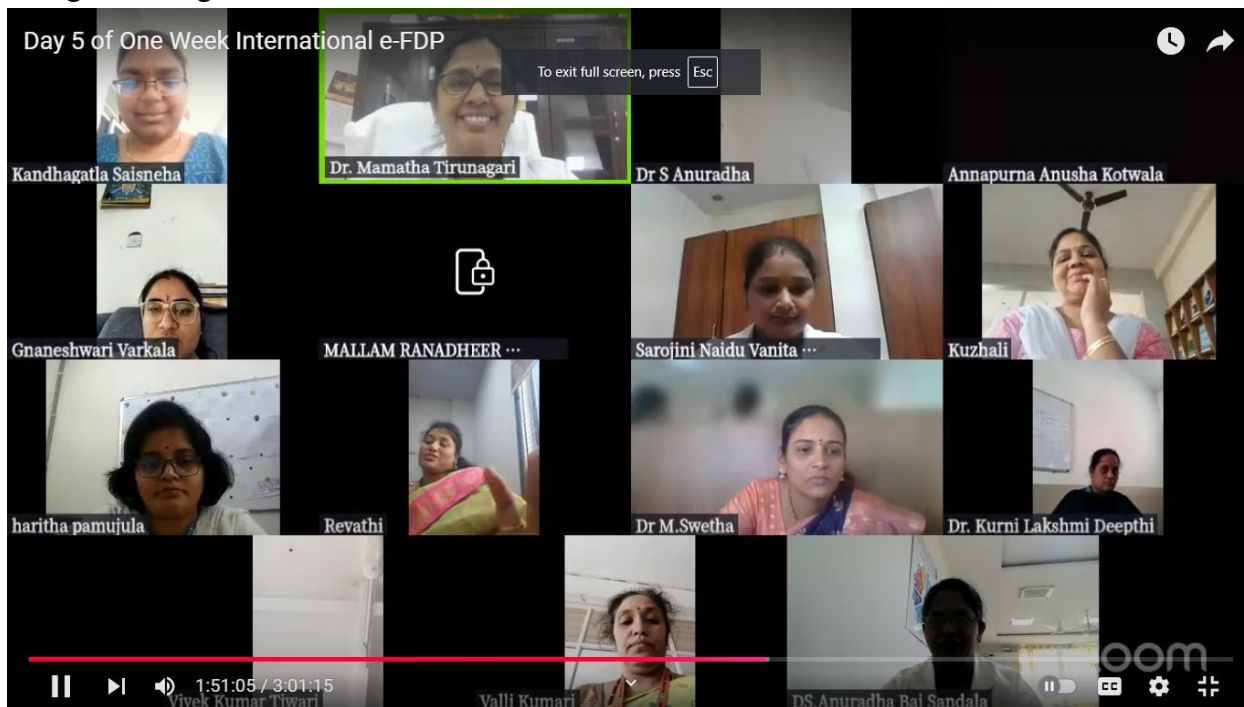 Day 5 of One Week International e-FDP
To exit full screen, press Esc
Kandhagatla Saisneha
Dr. Mamatha Tirunagari
Dr S Anuradha
Annapurna Anusha Kotwala
Gnaneshwari Varkala
MALLAM RANADHEER ...
Sarojini Naidu Vanita ...
Kuzhali
haritha pamujula
Revathi
Dr M.Swetha
Dr. Kurni Lakshmi Deepthi
zoom
1:51:05 / 3:01:15
CC
Vivek Kumar Tiwari
Valli Kumari
DS.Anuradha Bai Sandala